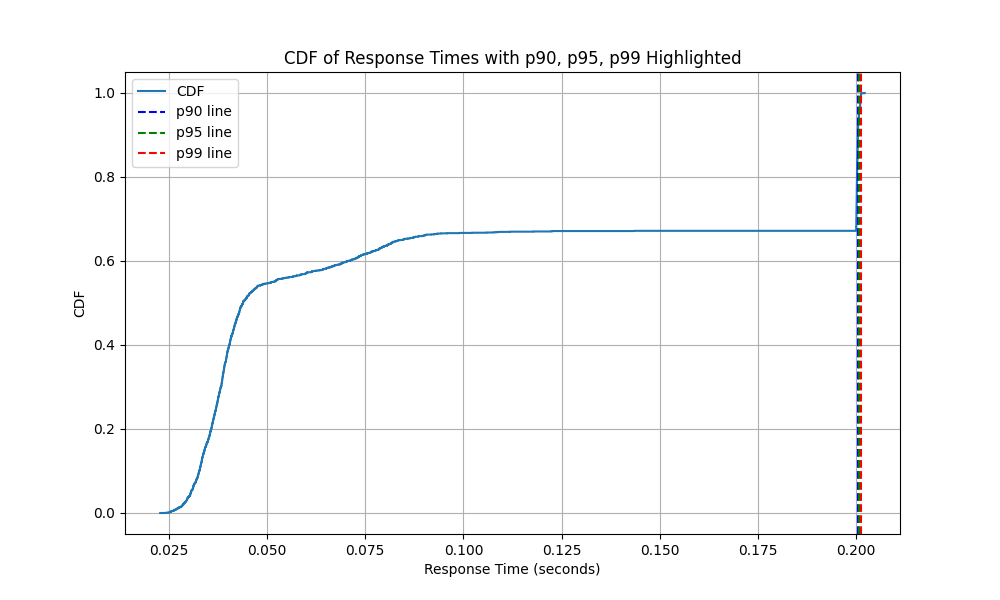 CDF of Response Times with p90, p95, p99 Highlighted
CDF
p90 line
p95 line
p99 line
1.0
0.8
0.6
0.4
0.2
0.0
CDF
0.025
0.050
0.075
0.100
0.125
0.150
0.175
0.200
Response Time (seconds)